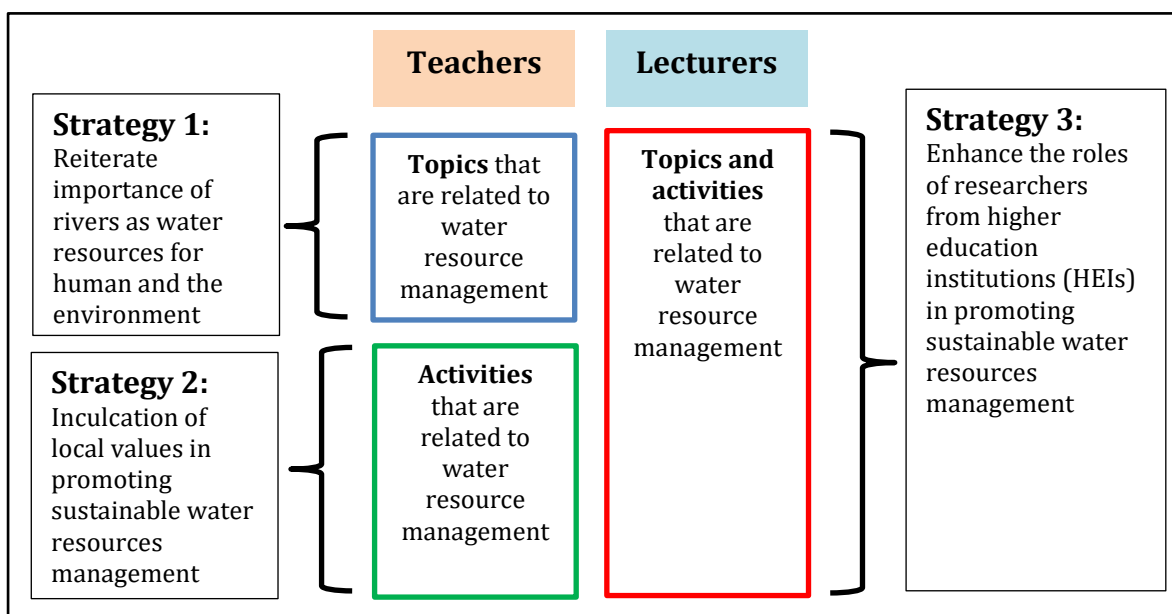 Teachers
Lecturers
Strategy 1:
Reiterate
importance of
rivers as water
resources for
human and the
environment
Strategy 2:
Inculcation of
local values in
promoting
sustainable water
resources
management
Topics that
are related to
water
resource
management
Activities
that are
related to
water
resource
management
Topics and
activities
that are
related to
water
resource
management
Strategy 3:
Enhance the roles
of researchers
from higher
education
institutions (HEIs)
in promoting
sustainable water
resources
management